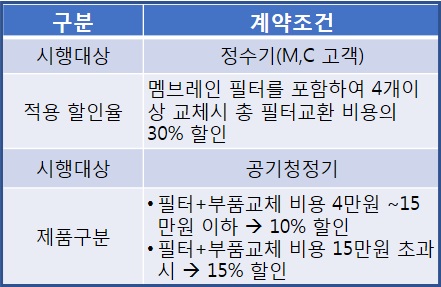 구분 계약조건
시행대상 정수기(M,C 고객)
적용 할인율
멤브레인 필터를 포함하여 4개이
상 교체시 총 필터교환 비용의
30% 할인
시행대상 공기청정기
제품구분
• 필터+부품교체 비용 4만원 ~15
만원 이하 → 10% 할인
• 필터+부품교체 비용 15만원 초과
시 → 15% 할인